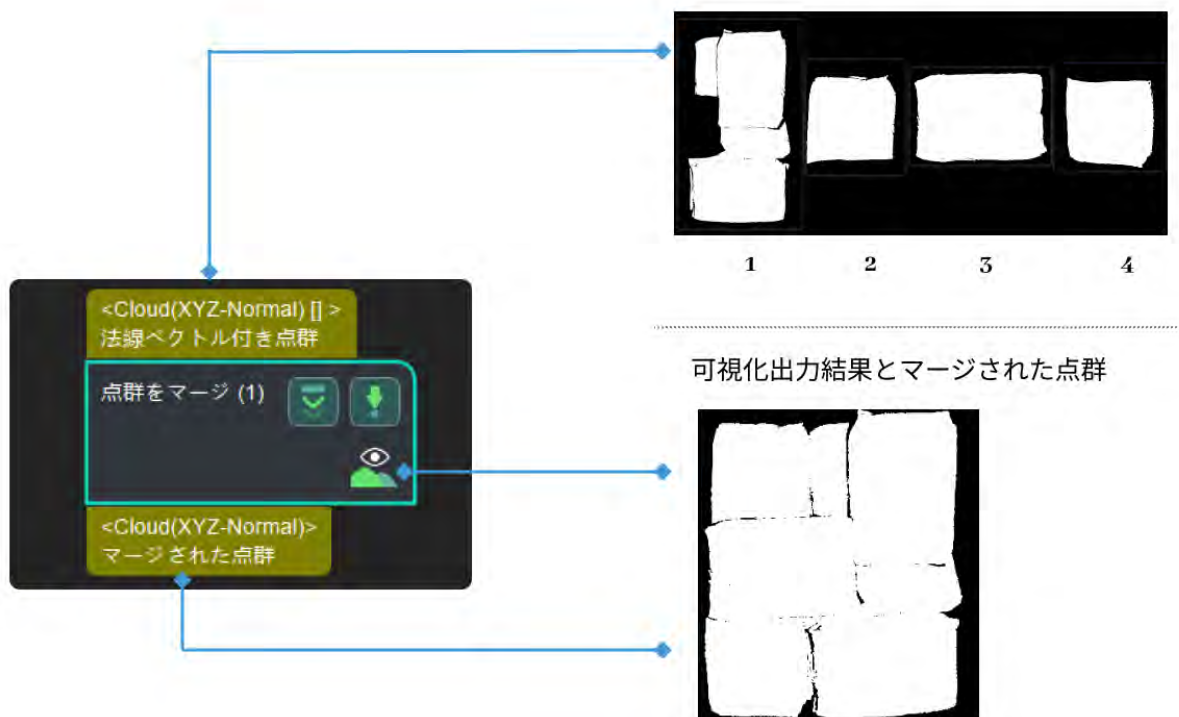 1 2 3 4
<Cloud(XYZ-Normal) [] >
法線ベクトル付き点群
点群をマージ (1)
<Cloud(XYZ-Normal)>
マージされた点群
可視化出力結果とマージされた点群